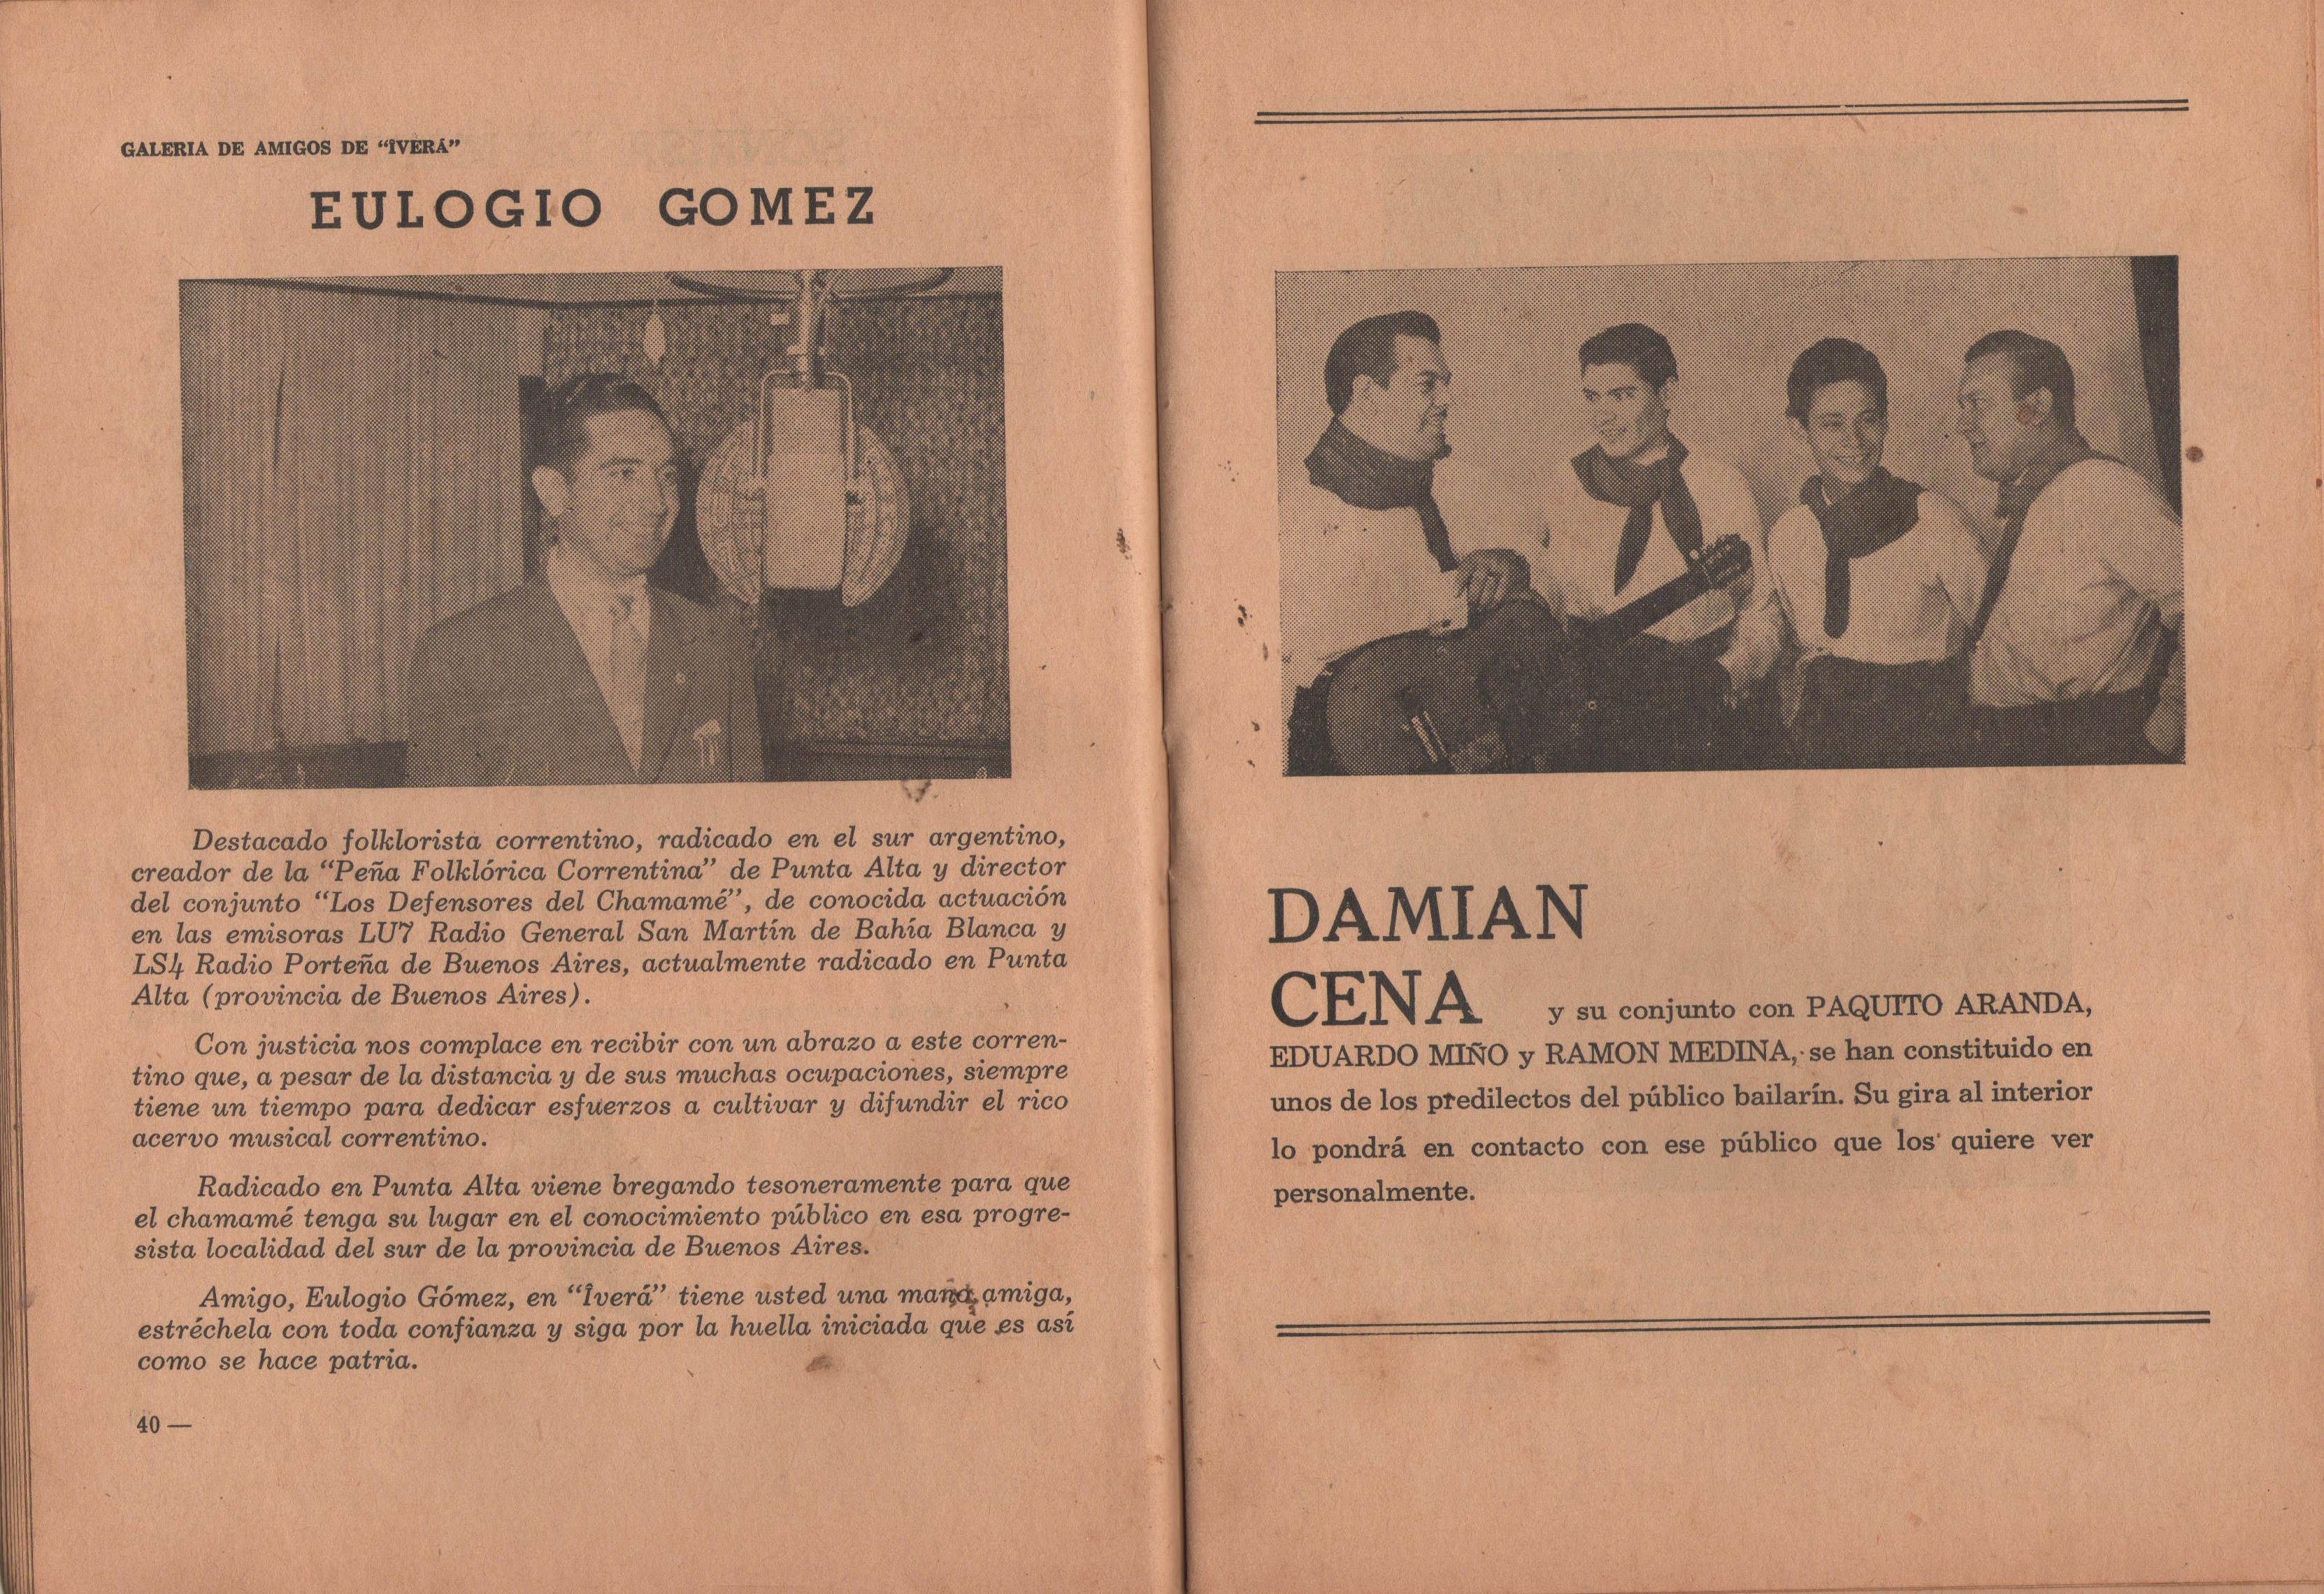 GALERIA DE AMIGOS DE “ÎVERÁ”
EULOGIO GOMEZ
Destacado folklorista correntino, radicado en el sur argentino,
creador de la “Peña Folklórica Correntina” de Punta Alta y director
del conjunto “Los Defensores del Chamamé”, de conocida actuación
en las emisoras LU7 Radio General San Martín de Bahía Blanca y
LS4 Radio Porteña de Buenos Aires, actualmente radicado en Punta
Alta (provincia de Buenos Aires).
Con justicia nos complace en recibir con un abrazo a este corren-
tino que, a pesar de la distancia y de sus muchas ocupaciones, siempre
tiene un tiempo para dedicar esfuerzos a cultivar y difundir el rico
acervo musical correntino.
Radicado en Punta Alta viene bregando tesoneramente para que
el chamamé tenga su lugar en el conocimiento público en esa progre-
sista localidad del sur de la provincia de Buenos Aires.
Amigo, Eulogio Gómez, en “Îverá” tiene usted una mano amiga,
estréchela con toda confianza y siga por la huella iniciada que es así
como se hace patria.
40 —
DAMIAN
CENA y su conjunto con PAQUITO ARANDA,
EDUARDO MIÑO y RAMON MEDINA, se han constituido en
unos de los predilectos del público bailarín. Su gira al interior
lo pondrá en contacto con ese público que los quiere ver
personalmente.